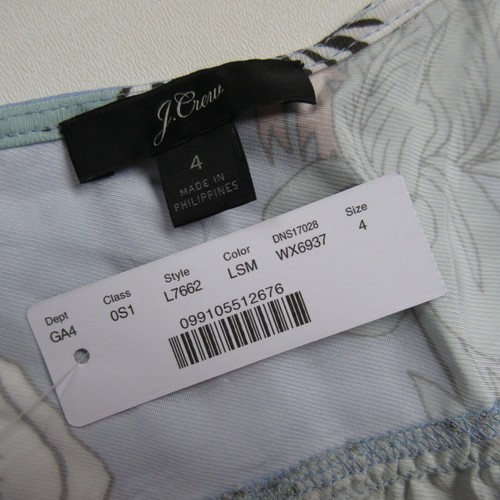 J.Crew
4
MADE IN
PHILIPPINES
Dept Class Style Color DNS17028 Size
GA4 0S1 L7662 LSM WX6937 4
099105512676